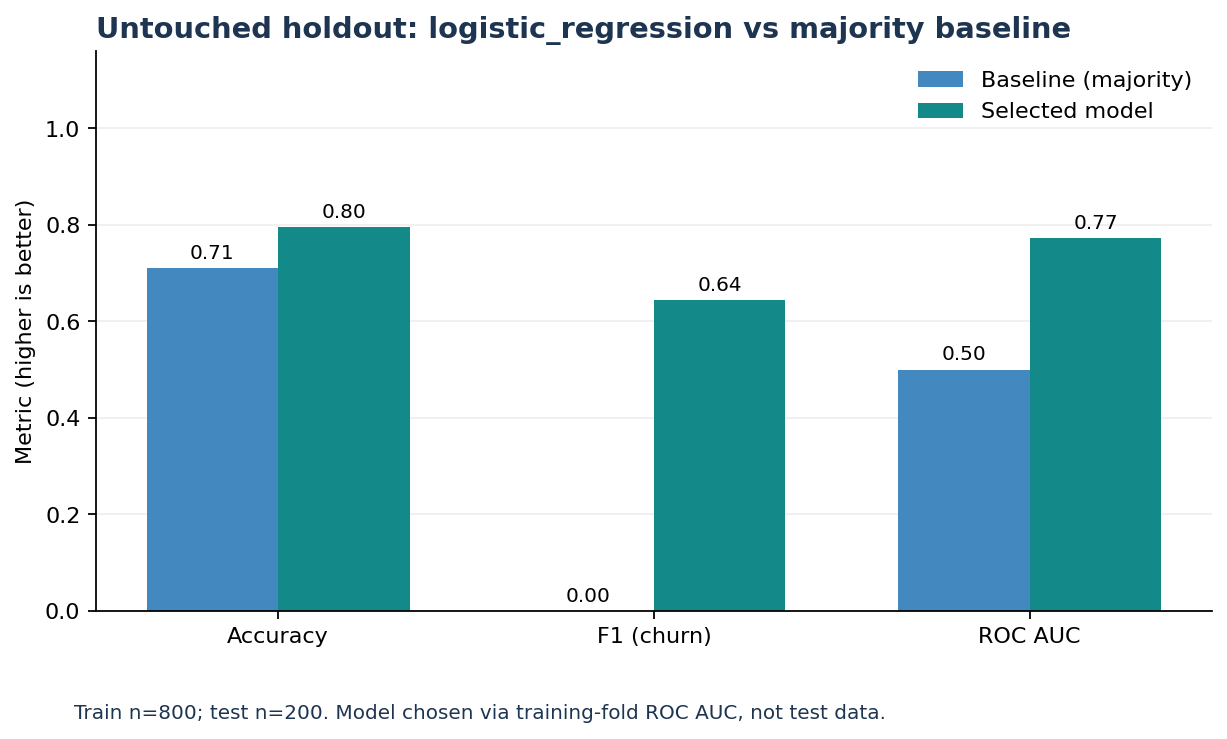 Untouched holdout: logistic_regression vs majority baseline
Baseline (majority)
Selected model
Metric (higher is better)
1.0
0.8
0.6
0.4
0.2
0.0
0.71
0.80
0.00
0.64
0.50
0.77
Accuracy
F1 (churn)
ROC AUC
Train n=800; test n=200. Model chosen via training-fold ROC AUC, not test data.